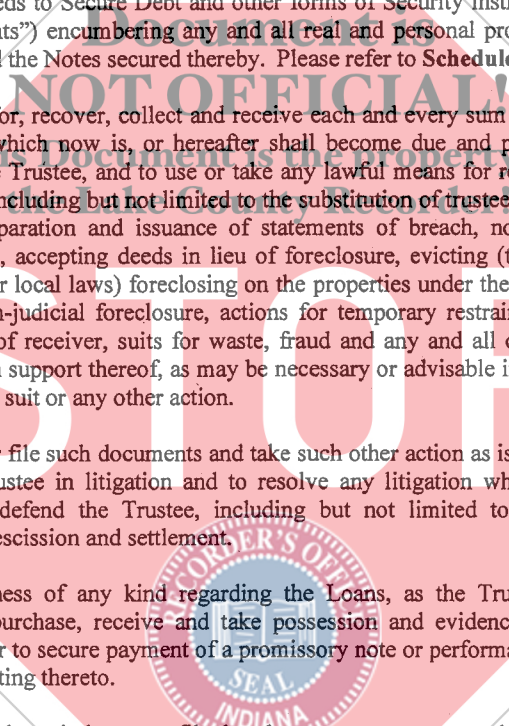 eds to Secure Debt and other forms of Security Inst
Document is
nts”) encumbering any and all real and personal pro
the Notes secured thereby. Please refer to Schedul
NOT OFFICIAL!
for, recover, collect and receive each and every sum
which now is, or hereafter shall become due and p
is Document is the property
Trustee, and to use or take any lawful means for re
including but not limited to the substitution of trustee
the Lake County Recorder!
paration and issuance of statements of breach, no
, accepting deeds in lieu of foreclosure, evicting (t
r local laws) foreclosing on the properties under the
n-judicial foreclosure, actions for temporary restrai
of receiver, suits for waste, fraud and any and all
n support thereof, as may be necessary or advisable i
suit or any other action.
STOP
r file such documents and take such other action as is
ustee in litigation and to resolve any litigation wh
defend the Trustee, including but not limited to
escission and settlement.
RECORDER'S OFFICE
ness of any kind regarding the Loans, as the Tru
purchase, receive and take possession and evidenc
r to secure payment of a promissory note or performa
ting thereto.
SEAL
INDIANA